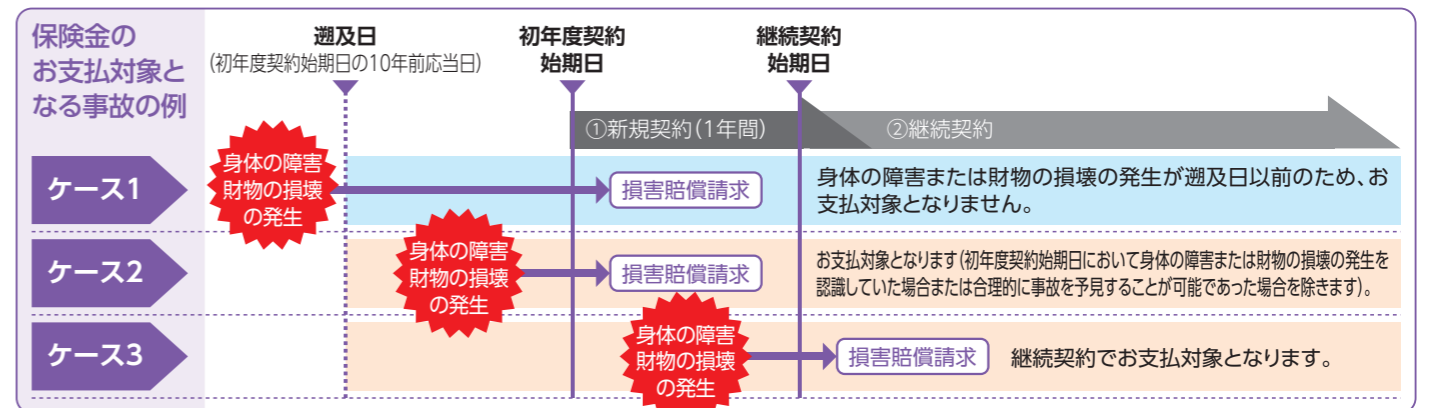 保険金の
お支払対象と
なる事故の例
遡及日
(初年度契約始期日の10年前応当日)
初年度契約
始期日
継続契約
始期日
①新規契約(1年間)
②継続契約
ケース1
身体の障害
財物の損壊
の発生
損害賠償請求
身体の障害または財物の損壊の発生が遡及日以前のため、お
支払対象となりません。
ケース2
身体の障害
財物の損壊
の発生
損害賠償請求
お支払対象となります(初年度契約始期日において身体の障害または財物の損壊の発生を
認識していた場合または合理的に事故を予見することが可能であった場合を除きます)。
ケース3
身体の障害
財物の損壊
の発生
損害賠償請求
継続契約でお支払対象となります。